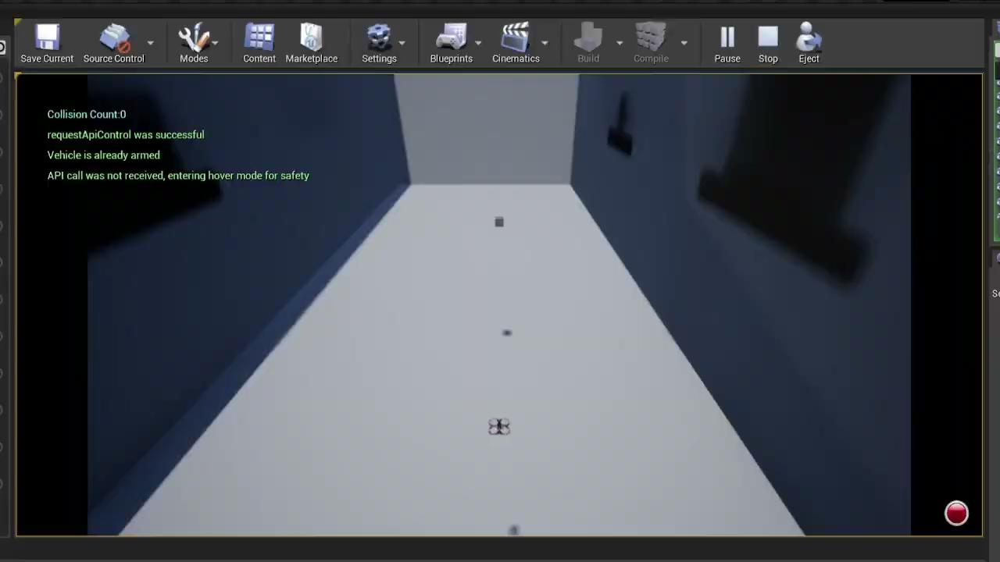 Save Current
Source Control
Modes
Content
Marketplace
Settings
Blueprints
Cinematics
Build
Compile
Pause
Stop
Eject
Collision Count:0
requestApiControl was successful
Vehicle is already armed
API call was not received, entering hover mode for safety